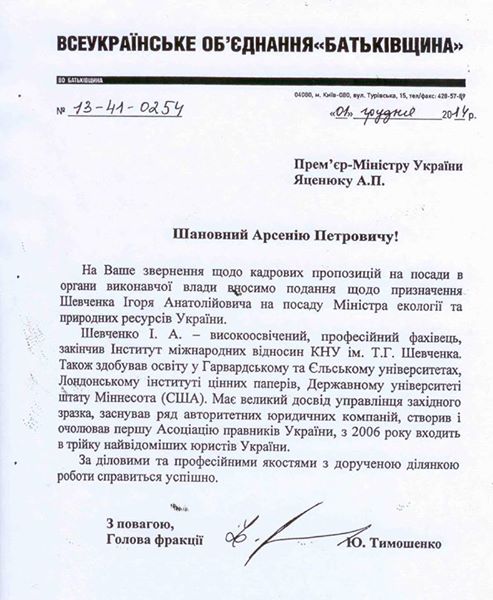 ВСЕУКРАЇНСЬКЕ ОБ’ЄДНАННЯ«БАТЬКІВЩИНА»
ВО БАТЬКІВЩИНА
04080, м. Київ-080, вул. Турівська, 15, тел/факс: 428-57-69
№ 13-41-0254
«01» грудня 2014р.
Прем’єр-Міністру України
Яценюку А.П.
Шановний Арсенію Петровичу!
На Ваше звернення щодо кадрових пропозицій на посади в
органи виконавчої влади вносимо подання щодо призначення
Шевченка Ігоря Анатолійовича на посаду Міністра екології та
природних ресурсів України.
Шевченко І. А. – високоосвічений, професійний фахівець,
закінчив Інститут міжнародних відносин КНУ ім. Т.Г. Шевченка.
Також здобував освіту у Гарвардському та Єльському університетах,
Лондонському інституті цінних паперів, Державному університеті
штату Міннесота (США). Має великий досвід управлінця західного
зразка, заснував ряд авторитетних юридичних компаній, створив і
очолював першу Асоціацію правників України, з 2006 року входить
в трійку найвідоміших юристів України.
За діловими та професійними якостями з дорученою ділянкою
роботи справиться успішно.
З повагою,
Голова фракції Ю. Тимошенко